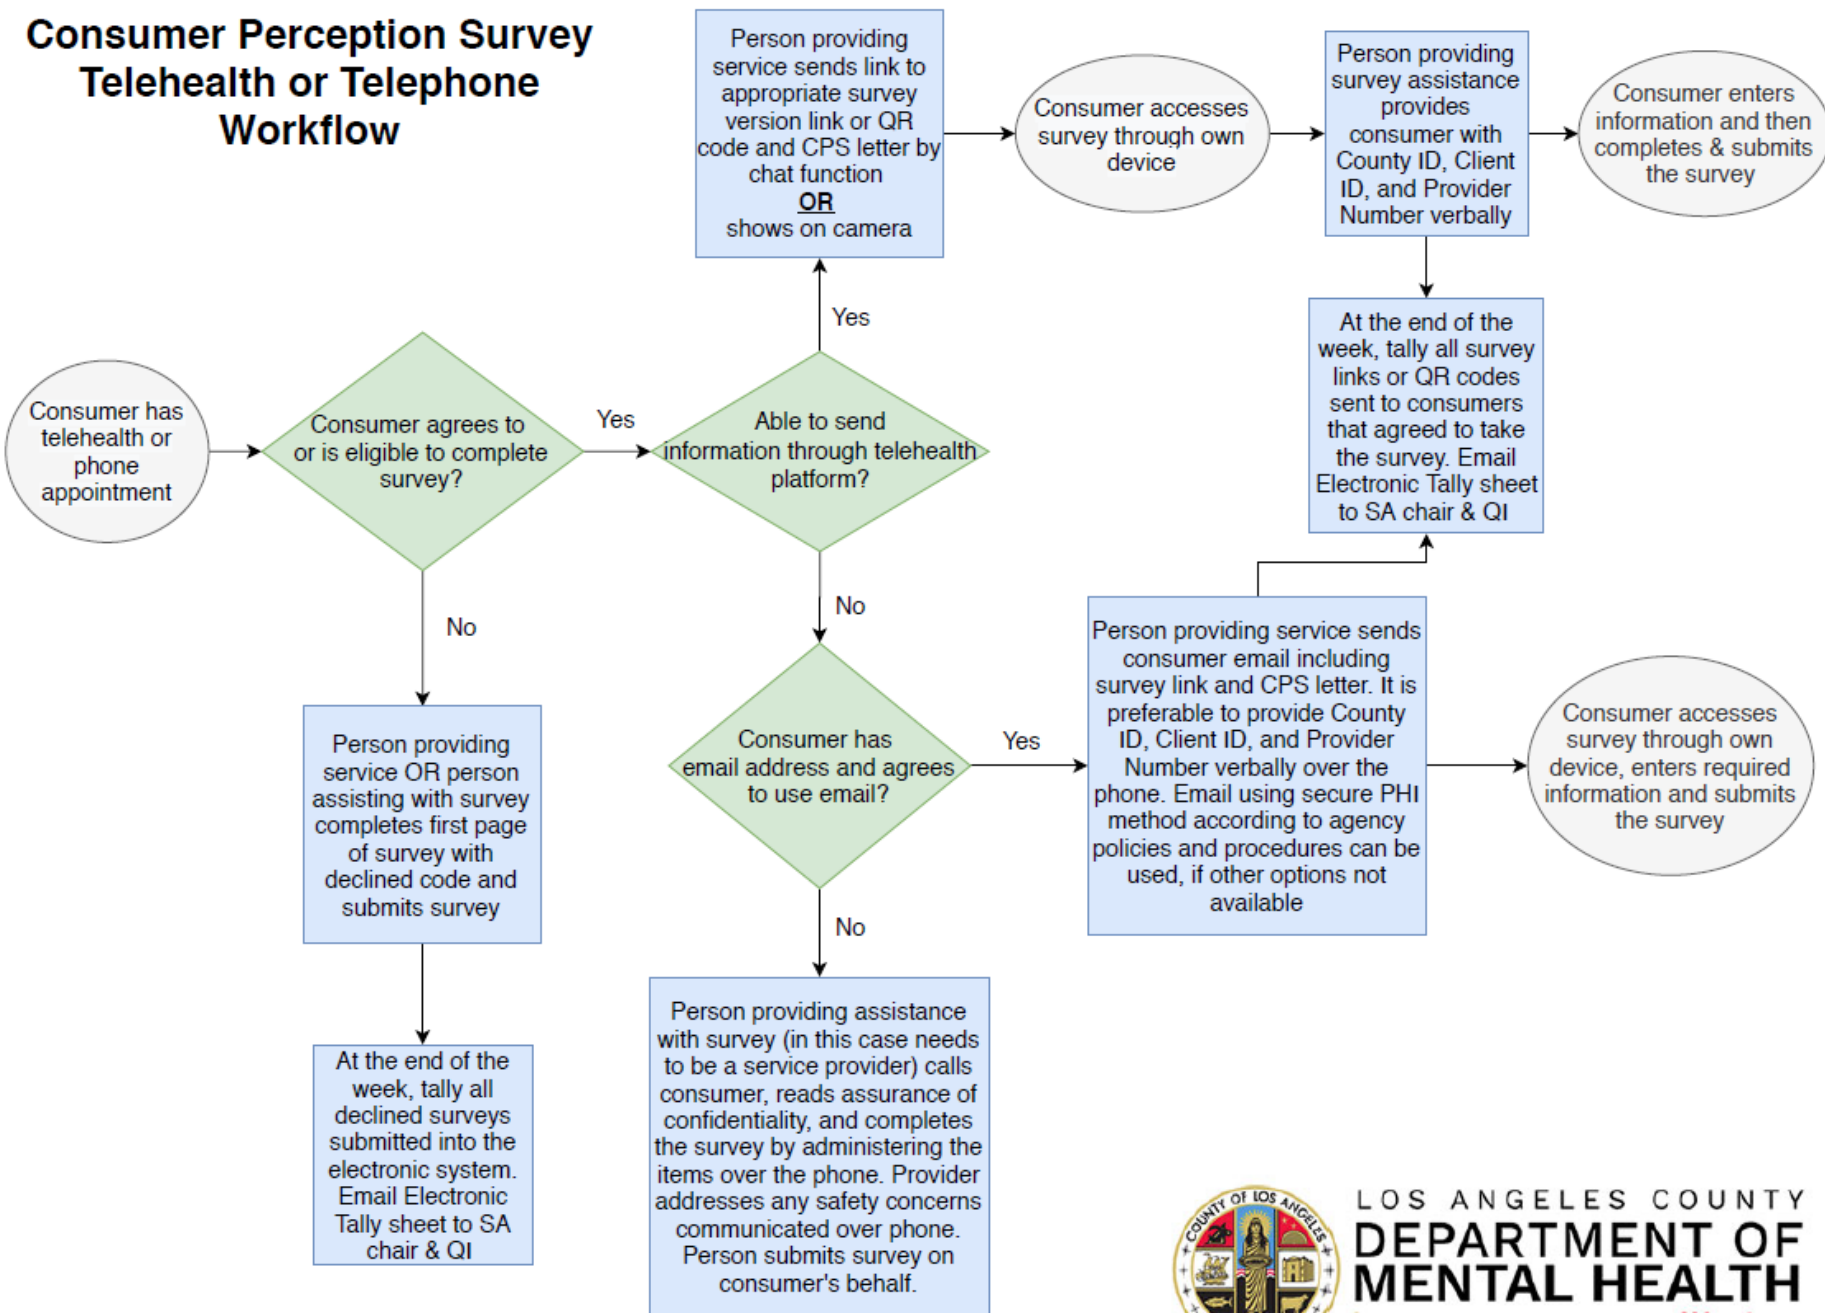 Consumer Perception Survey
Telehealth or Telephone
Workflow
Person providing
service sends link to
appropriate survey
version link or QR
code and CPS letter by
chat function
OR
shows on camera
Consumer accesses
survey through own
device
Person providing
survey assistance
provides
consumer with
County ID, Client
ID, and Provider
Number verbally
Consumer enters
information and then
completes & submits
the survey
Yes
At the end of the
week, tally all survey
links or QR codes
sent to consumers
that agreed to take
the survey. Email
Electronic Tally sheet
to SA chair & QI
Consumer has
telehealth or
phone
appointment
Consumer agrees to
or is eligible to complete
survey?
Yes
Able to send
information through telehealth
platform?
No
No
Person providing
service OR person
assisting with survey
completes first page
of survey with
declined code and
submits survey
Consumer has
email address and agrees
to use email?
Yes
Person providing service sends
consumer email including
survey link and CPS letter. It is
preferable to provide County
ID, Client ID, and Provider
Number verbally over the
phone. Email using secure PHI
method according to agency
policies and procedures can be
used, if other options not
available
Consumer accesses
survey through own
device, enters required
information and submits
the survey
No
At the end of the
week, tally all
declined surveys
submitted into the
electronic system.
Email Electronic
Tally sheet to SA
chair & QI
Person providing assistance
with survey (in this case needs
to be a service provider) calls
consumer, reads assurance of
confidentiality, and completes
the survey by administering the
items over the phone. Provider
addresses any safety concerns
communicated over phone.
Person submits survey on
consumer's behalf.
COUNTY OF LOS ANGELES
LOS ANGELES COUNTY
DEPARTMENT OF
MENTAL HEALTH